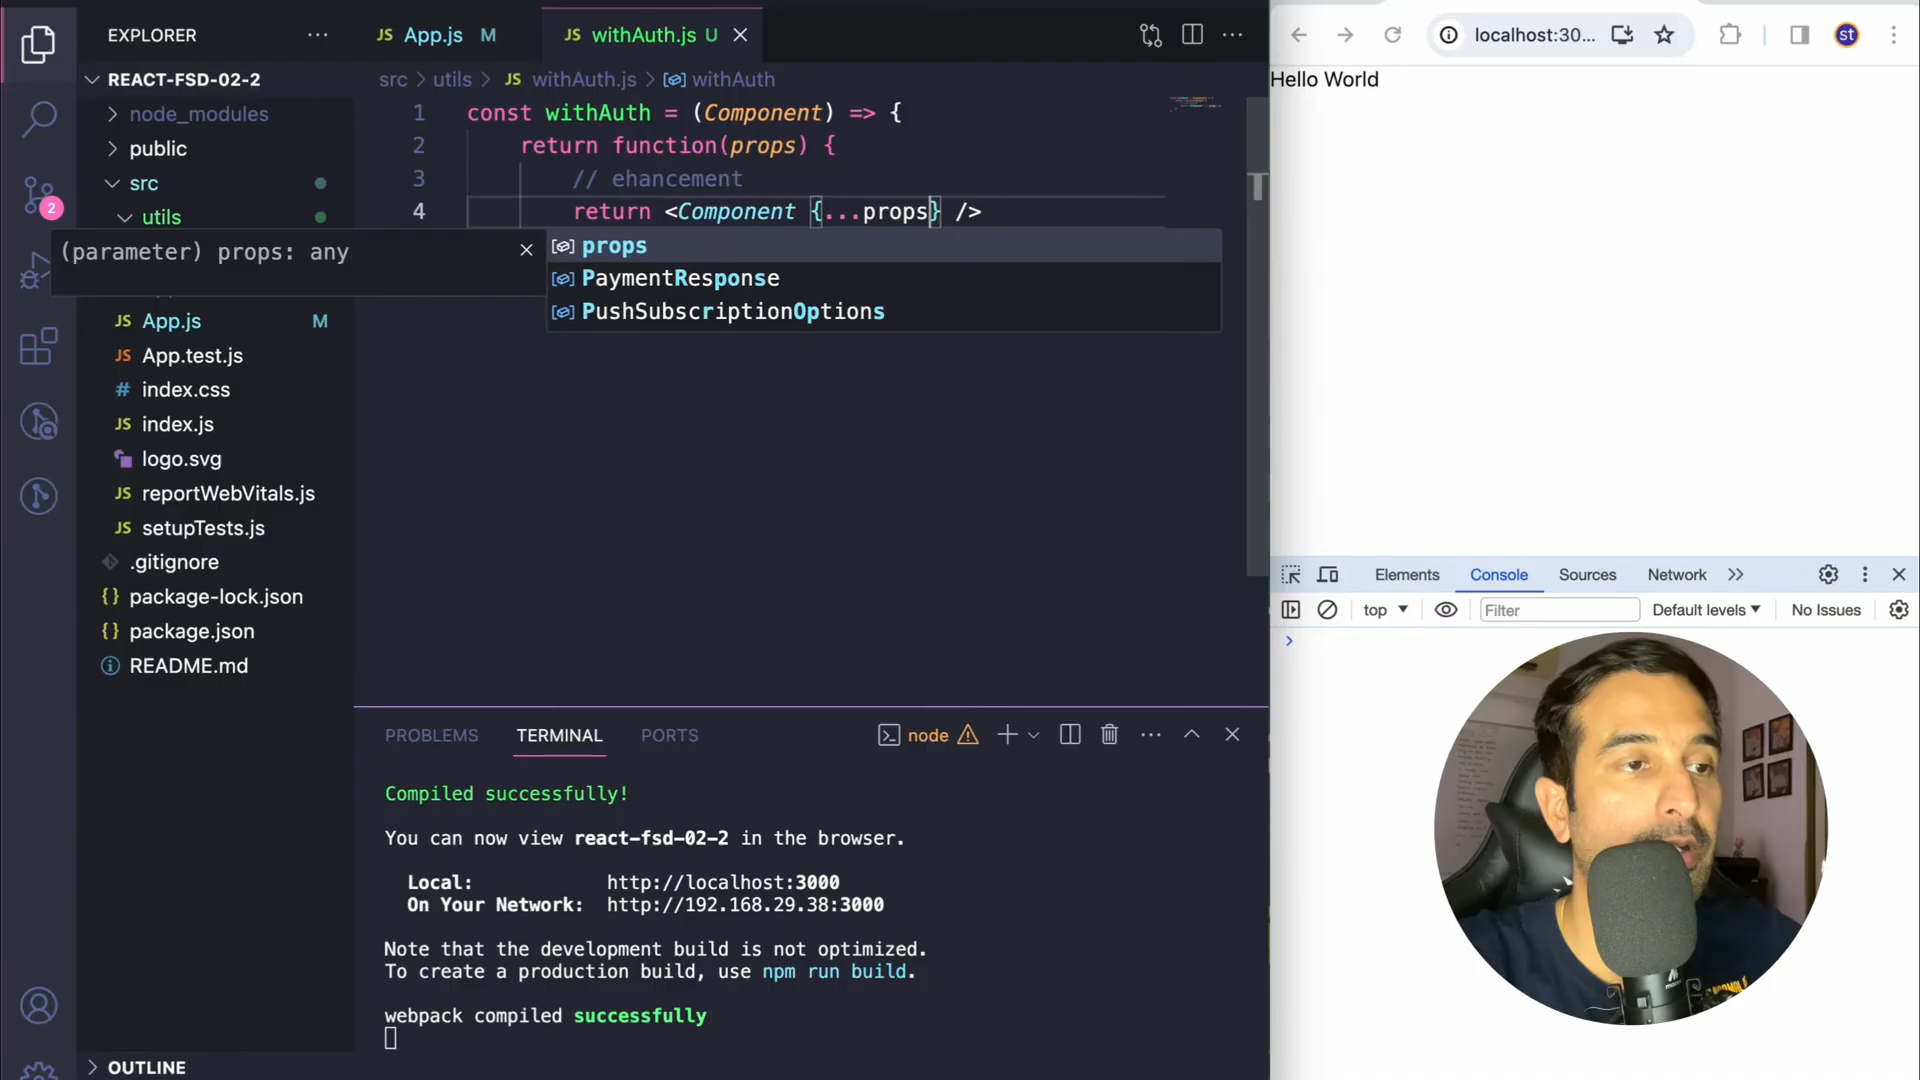 EXPLORER
REACT-FSD-02-2
node_modules
public
src
utils
(parameter) props: any
JS App.js M
JS App.test.js
# index.css
JS index.js
logo.svg
JS reportWebVitals.js
JS setupTests.js
.gitignore
{} package-lock.json
{} package.json
README.md
OUTLINE
2
JS App.js M
JS withAuth.js U
src > utils > JS withAuth.js > withAuth
1 const withAuth = (Component) => {
2 return function(props) {
3 // ehancement
4 return <Component {...props} />
props
PaymentResponse
PushSubscriptionOptions
PROBLEMS TERMINAL PORTS
node
Compiled successfully!
You can now view react-fsd-02-2 in the browser.
Local: http://localhost:3000
On Your Network: http://192.168.29.38:3000
Note that the development build is not optimized.
To create a production build, use npm run build.
webpack compiled successfully
localhost:30...
st
Hello World
Elements Console Sources Network
top Filter Default levels No Issues